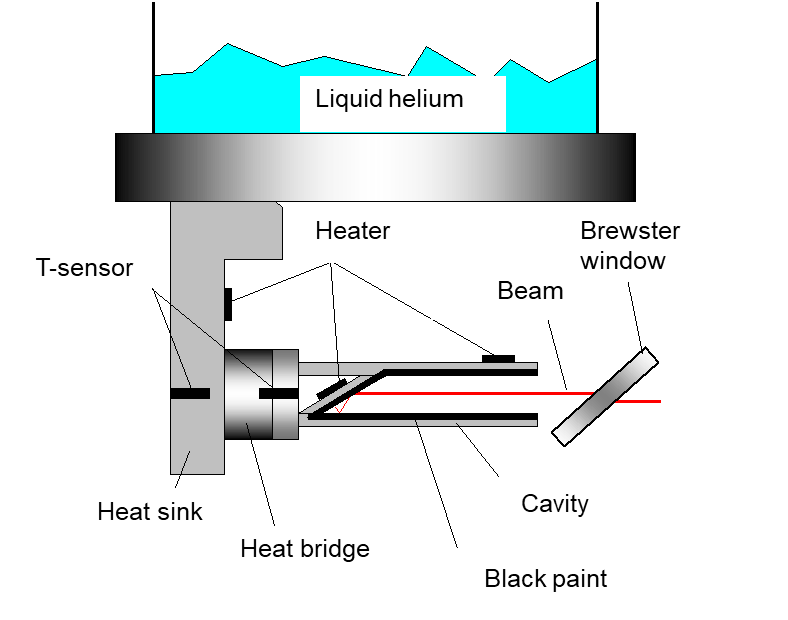 Liquid helium
Heater
Brewster
window
T-sensor
Beam
Heat sink
Cavity
Heat bridge
Black paint